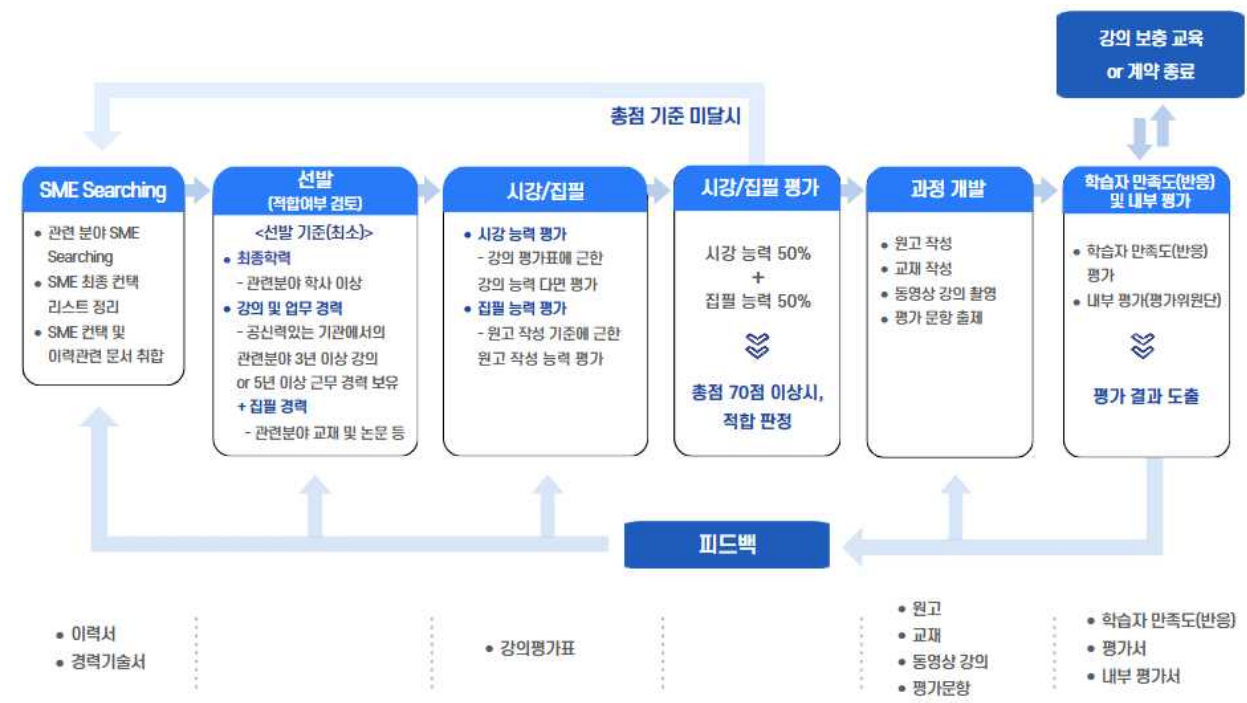 강의 보충 교육
or 계약 종료
총점 기준 미달시
SME Searching
• 관련 분야 SME
Searching
• SME 최종 컨택
리스트 정리
• SME 컨택 및
이력관련 문서 취합
선발
(적합여부 검토)
<선발 기준(최소)>
• 최종학력
- 관련분야 학사 이상
• 강의 및 업무 경력
- 공신력있는 기관에서의
관련분야 3년 이상 강의
or 5년 이상 근무 경력 보유
+ 집필 경력
- 관련분야 교재 및 논문 등
시강/집필
• 시강 능력 평가
- 강의 평가표에 근한
강의 능력 다면 평가
• 집필 능력 평가
- 원고 작성 기준에 근한
원고 작성 능력 평가
시강/집필 평가
시강 능력 50%
+
집필 능력 50%
총점 70점 이상시,
적합 판정
과정 개발
• 원고 작성
• 교재 작성
• 동영상 강의 촬영
• 평가 문항 출제
학습자 만족도(반응)
및 내부 평가
• 학습자 만족도(반응)
평가
• 내부 평가(평가위원단)
평가 결과 도출
피드백
• 이력서
• 경력기술서
• 강의평가표
• 원고
• 교재
• 동영상 강의
• 평가문항
• 학습자 만족도(반응)
• 평가서
• 내부 평가서